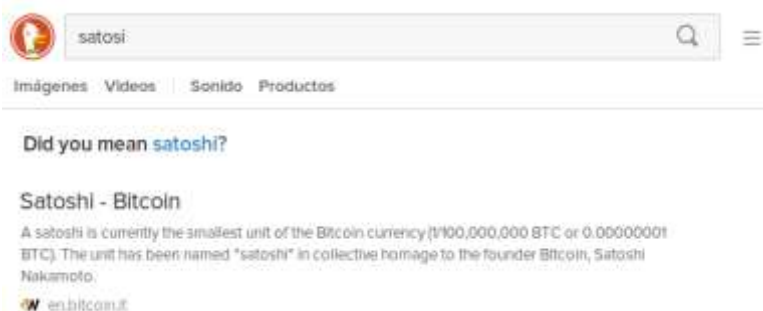 satosi
Imágenes Videos Sonido Productos
Did you mean satoshi?
Satoshi - Bitcoin
A satoshi is currently the smallest unit of the Bitcoin currency (1/100,000,000 BTC or 0.00000001
BTC). The unit has been named "satoshi" in collective homage to the founder Bitcoin, Satoshi
Nakamoto.
W en.bitcoin.it